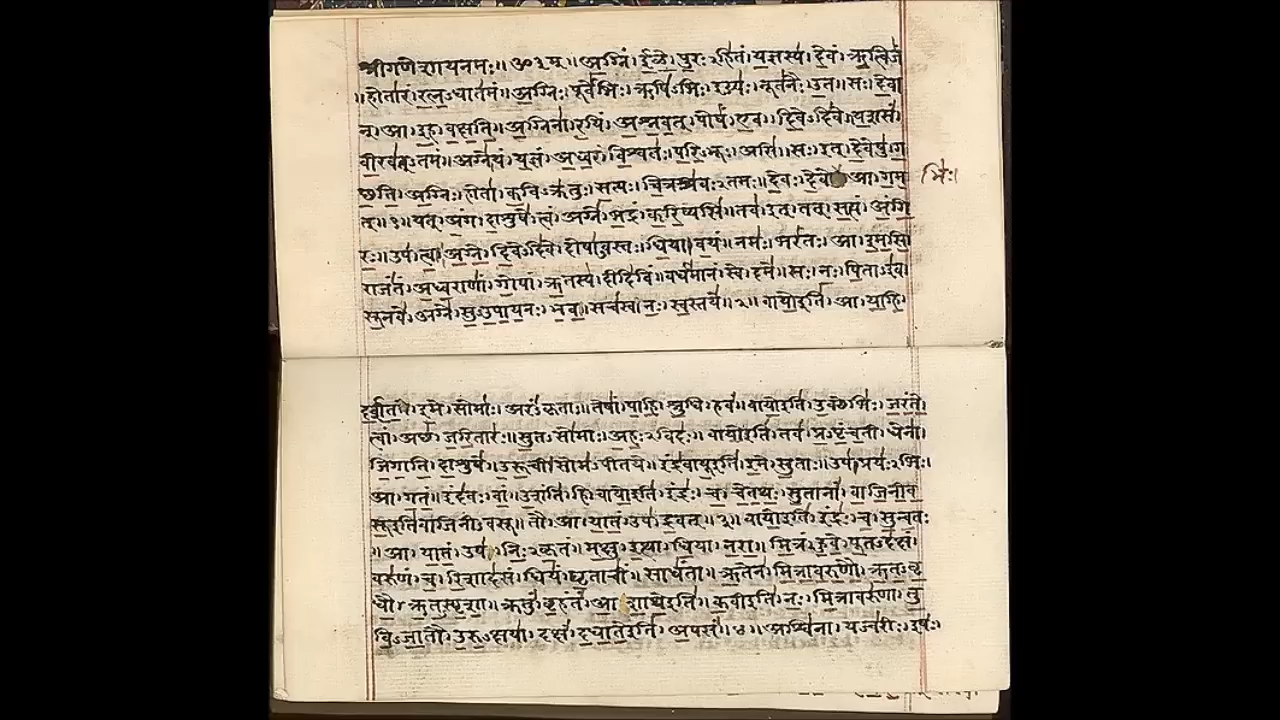 श्रीगणेशायनमः॥ॐ३म्॥अग्निं।ईळे।पुरःऽहितं।यज्ञस्य।देवं।ऋत्विजं
।होतारं।रत्नऽधातमं॥अग्निः।पूर्वेभिः।ऋषिऽभिः।ईड्यः।नूतनैः।उत॥सः।देवा
न्।आ।इह।वक्षति॥अग्निना।रयिं।अश्नवत्।पोषं।एव।दिवेऽदिवे॥यशसं
वीरवत्ऽतमं॥अग्ने।यं।यज्ञं।अध्वरं।विश्वतः।परिऽभूः।असि॥सः।इत्।देवेषु।ग
छति।अग्निः।होता।कविऽक्रतुः।सत्यः।चित्रश्रवःऽतमः॥देवः।देवे आ।गम
भिः।
त्॥१॥यत्।अंग।दाशुषे।त्वं।अग्ने।भद्रं।करिष्यसि॥तव।इत्।तत्।सत्यं।अंगि
रः॥उप।त्वा।अग्ने।दिवेऽदिवे।दोषाऽवस्तः।धिया।वयं॥नमः।भरंतः।आ।इमसि॥
राजंतं।अध्वराणां।गोपां।ऋतस्य।दीदिविं॥वर्धमानं।स्वे।दमे॥सः।नः।पिताऽइव।
सूनवे।अग्ने।सुऽउपायनः।भव॥सचस्व।नः।स्वस्तये॥२॥वायोइति।आ।याहि।
दर्शत।इमे।सोमाः।अरंऽकृताः॥तेषां।पाहि।श्रुधि।हवं॥वायोइति।उक्थेभिः।जरंते।
त्वां।अछ।जरितारः॥सुतऽसोमाः।अहःऽविदः॥वायोइति।तव।प्रऽपृंचती।धेना।
जिगाति।दाशुषे॥उरूची।सोमऽपीतये॥इंद्रवायूइति।इमे।सुताः॥उप।प्रयःऽभिः।
आ।गतं॥इंदवः।वां।उशंति।हि॥वायोइति।इंद्रः।च।चेतथः।सुतानां।वाजिनीव
सूइतिवाजिनीऽवसू॥तौ।आ।यातं।उप।द्रवत्॥३॥वायोइति।इंद्रः।च।सुन्वतः
।आ।यातं।उप।निःऽकृतं॥मक्षु।इत्था।धिया।नरा॥मित्रं।हुवे।पूतऽदक्षं।
वरुणं।च।रिशादसं।धियं।घृताचीं।साधंता॥ऋतेन।मित्रावरुणौ।ऋतऽवृ
धौ।ऋतऽस्पृशा॥क्रतुं।बृहंतं।आशाथेइति॥कवीइति।नः।मित्रावरुणा।तु
विऽजातौ।उरुऽक्षया।दक्षं।दधातेइति।अपसं॥४॥अश्विना।यज्वरीः।इषः।